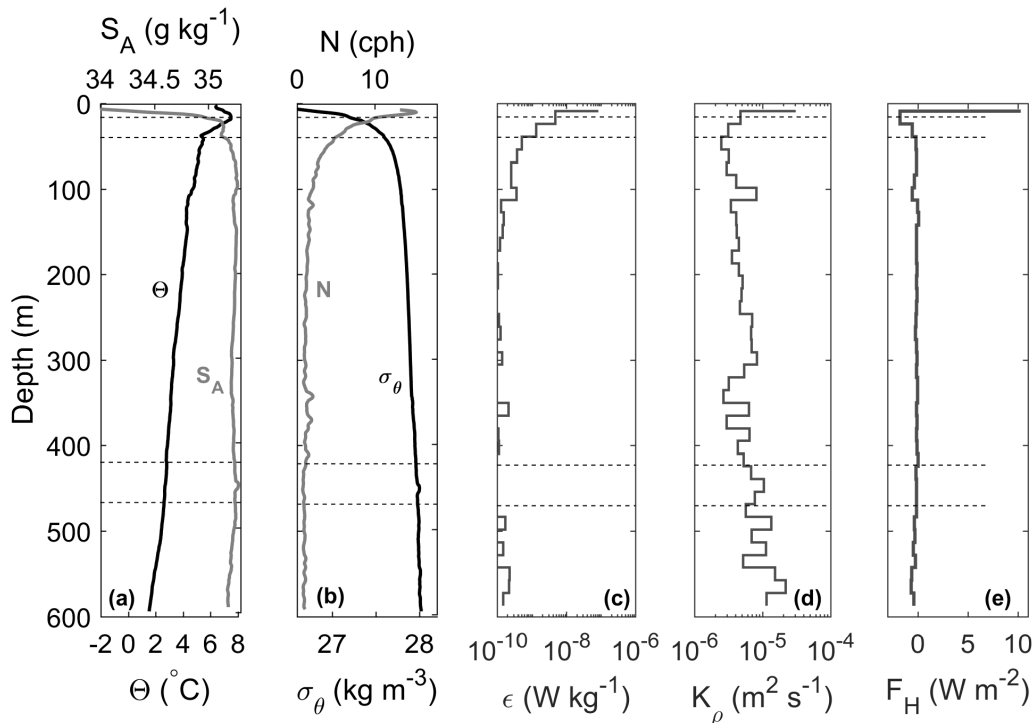 S_A (g kg^-1) N (cph)
34 34.5 35 0 10
0
100
200
300
400
500
600
Depth (m)
Θ N
S_A σ_θ
(a) (b) (c) (d) (e)
-2 0 2 4 6 8 27 28 10^-10 10^-8 10^-6 10^-6 10^-5 10^-4 0 5 10
Θ (°C) σ_θ (kg m^-3) ϵ (W kg^-1) K_ρ (m^2 s^-1) F_H (W m^-2)